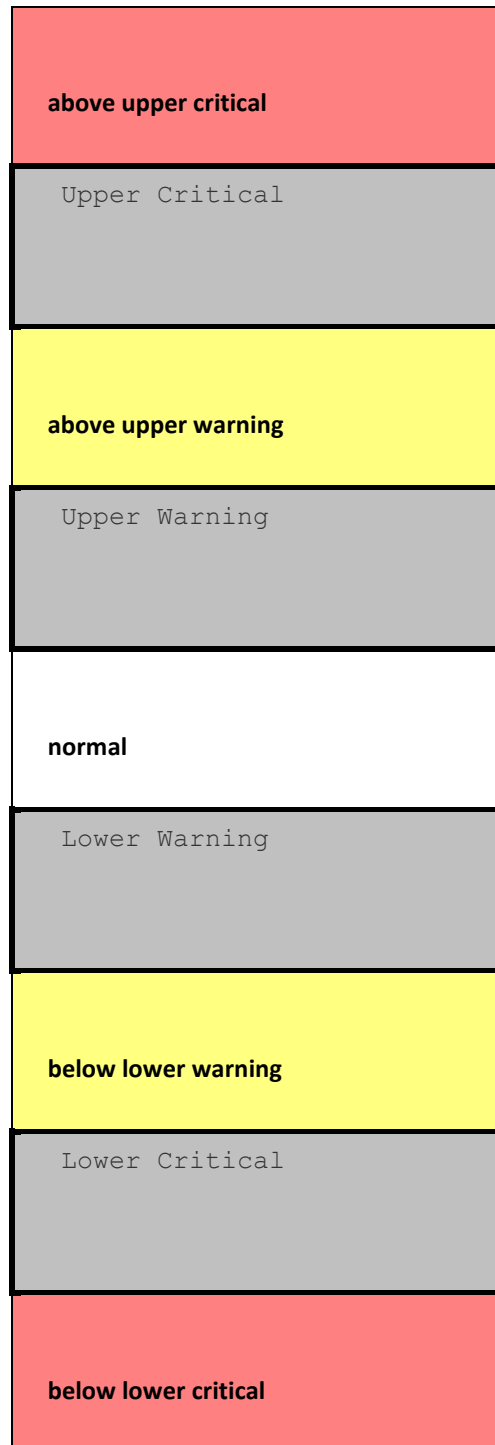 above upper critical
Upper Critical
above upper warning
Upper Warning
normal
Lower Warning
below lower warning
Lower Critical
below lower critical